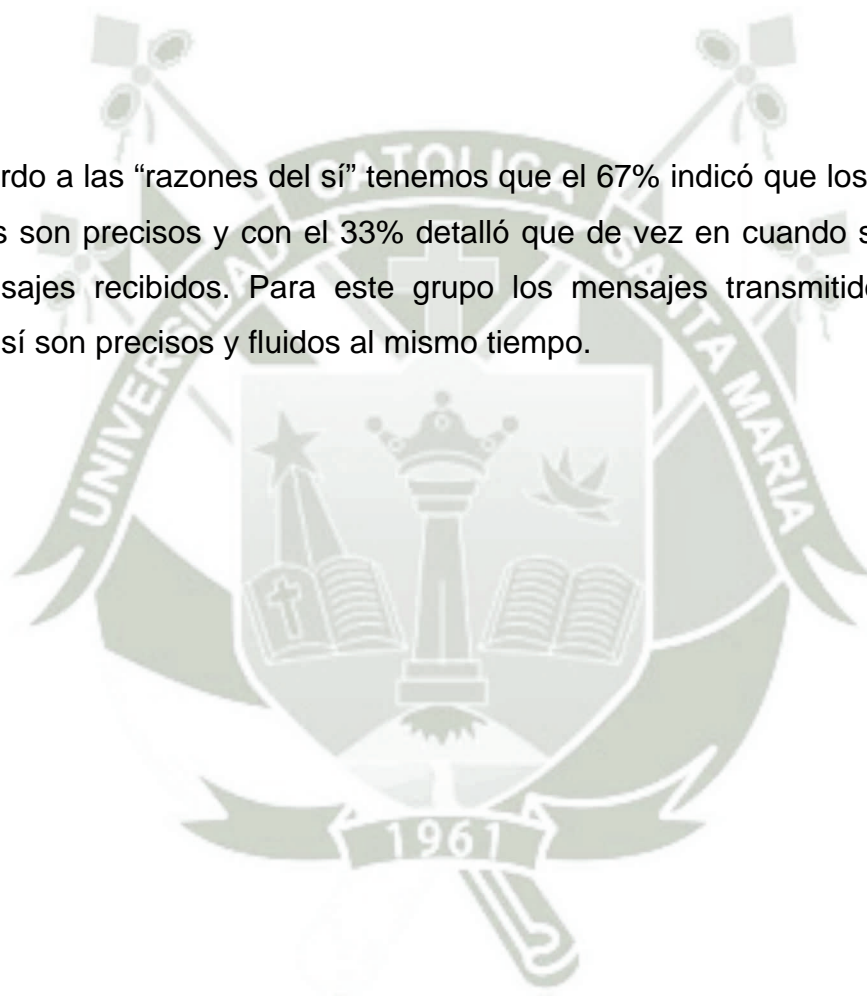 rdo a las “razones del sí” tenemos que el 67% indicó que los
s son precisos y con el 33% detalló que de vez en cuando s
sajes recibidos. Para este grupo los mensajes transmitid
sí son precisos y fluidos al mismo tiempo.
UNIVERSIDAD CATOLICA SANTA MARIA
1961